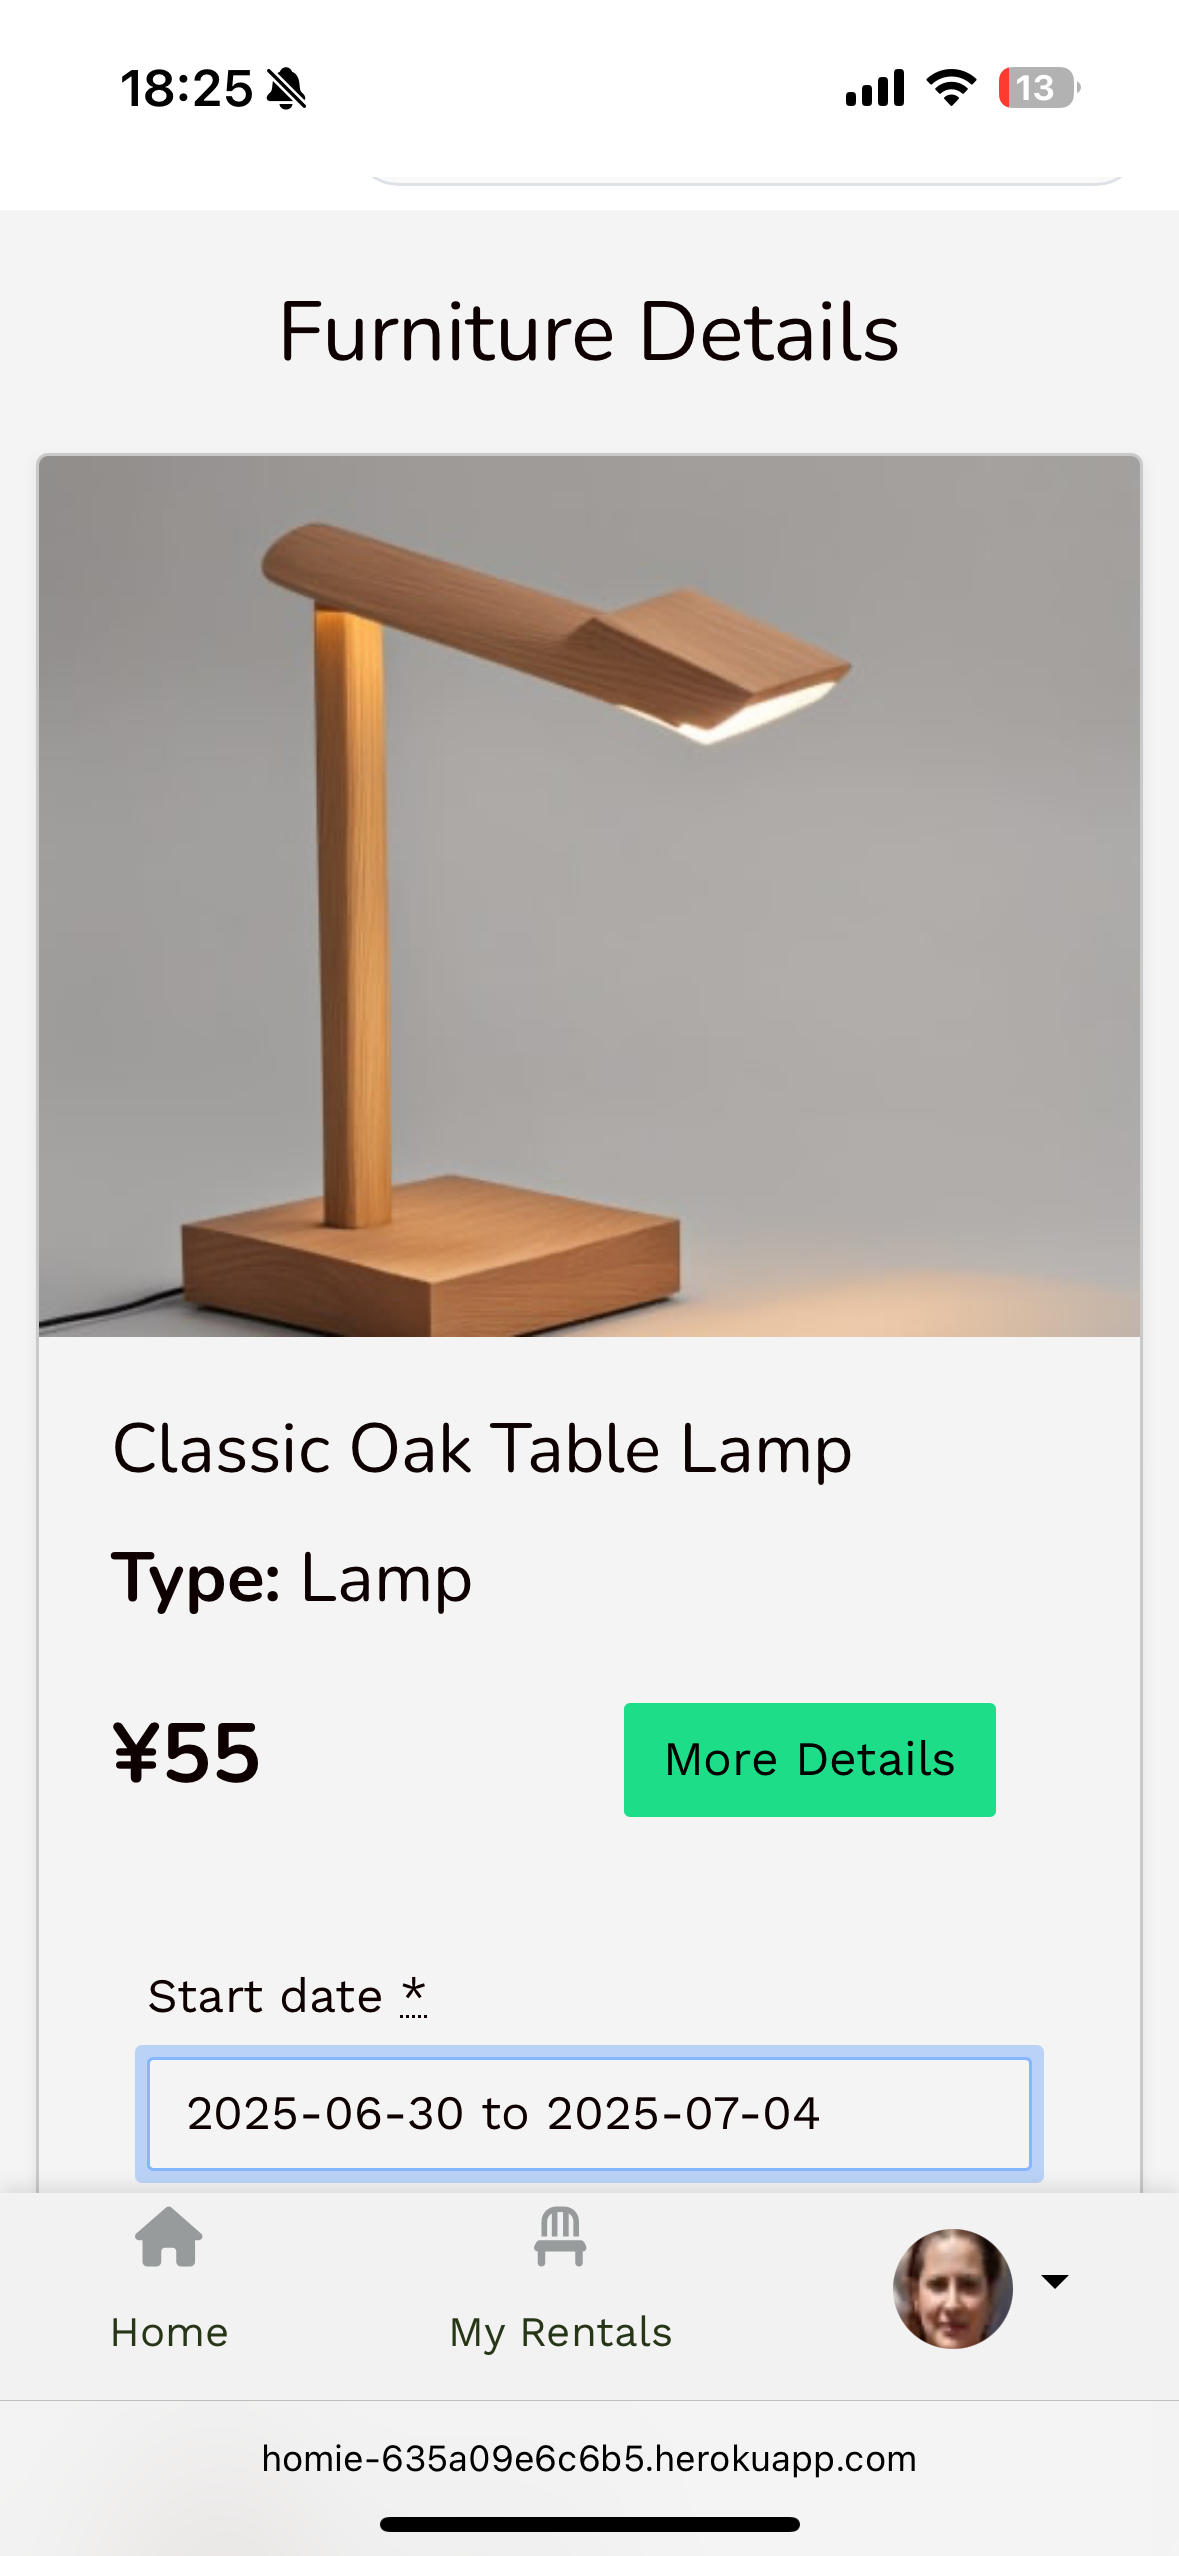 18:25
13
Furniture Details
Classic Oak Table Lamp
Type: Lamp
¥55
More Details
Start date *
2025-06-30 to 2025-07-04
Home
My Rentals
homie-635a09e6c6b5.herokuapp.com